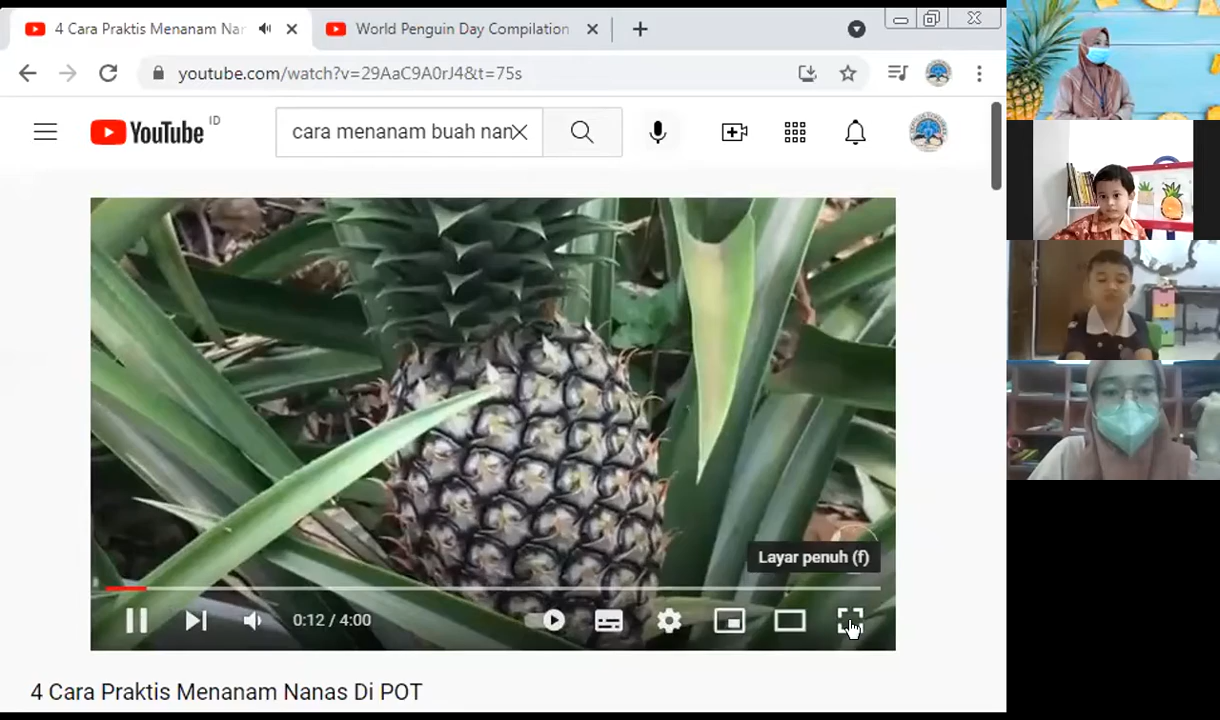 4 Cara Praktis Menanam Nar
World Penguin Day Compilation
youtube.com/watch?v=29AaC9A0rJ4&t=75s
YouTube ID
cara menanam buah nan
Layar penuh (f)
0:12 / 4:00
4 Cara Praktis Menanam Nanas Di POT